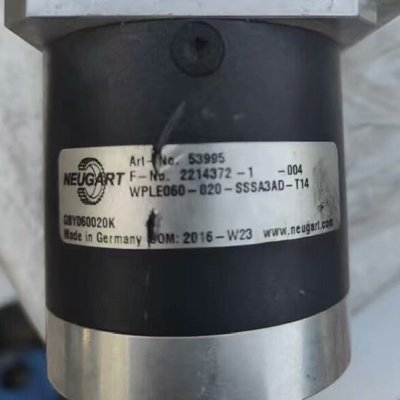 Art-No. 53995
NEUGART F-No. 2214372-1 -004
WPLE060-020-SSSA3AD-T14
QBY060020K
Made in Germany DOM: 2016-W23 www.neugart.com